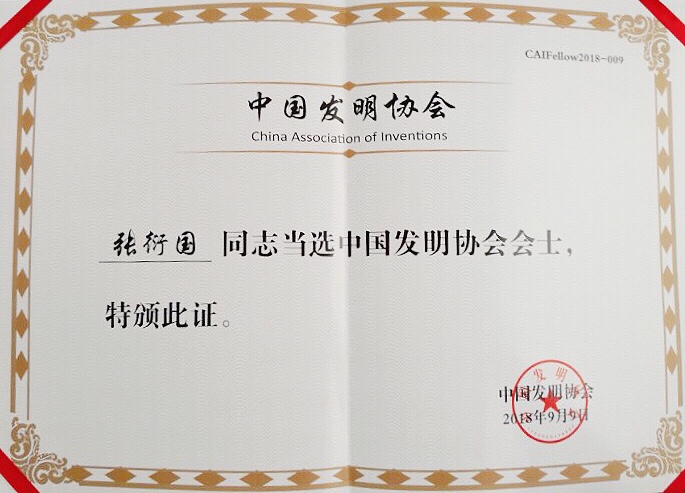 CAIFellow2018-009
中国发明协会
China Association of Inventions
张衍国 同志当选中国发明协会会士，
特颁此证。
中国发明协会
2018年9月9日